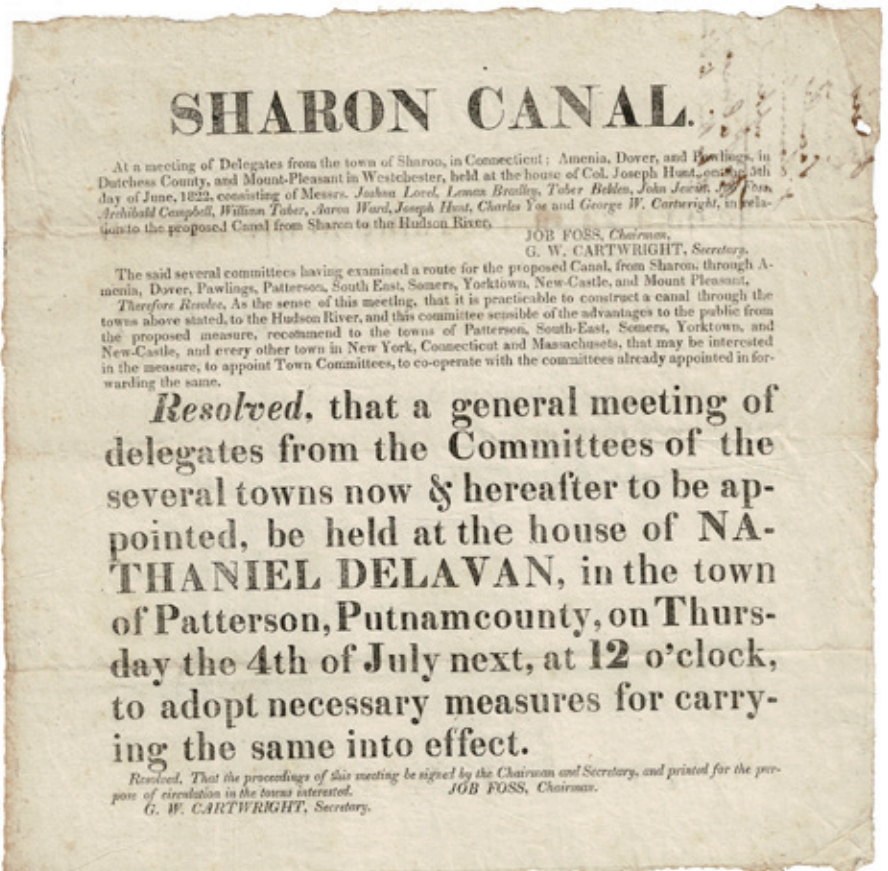 SHARON CANAL.
At a meeting of Delegates from the town of Sharon, in Connecticut; Amenia, Dover, and Pawlings, in
Dutchess County, and Mount-Pleasant in Westchester, held at the house of Col. Joseph Hunt, on the 5th
day of June, 1822, consisting of Messrs. Joshua Lorel, Leman Bradley, Taber Belden, John Jewitt, Job Foss,
Archibald Campbell, William Taber, Aaron Ward, Joseph Hunt, Charles Yoe and George W. Cartwright, in rela-
tion to the proposed Canal from Sharon to the Hudson River,
JOB FOSS, Chairman,
G. W. CARTWRIGHT, Secretary.
The said several committees having examined a route for the proposed Canal, from Sharon, through A-
menia, Dover, Pawlings, Patterson, South East, Somers, Yorktown, New-Castle, and Mount Pleasant,
Therefore Resolve, As the sense of this meeting, that it is practicable to construct a canal through the
towns above stated, to the Hudson River, and this committee sensible of the advantages to the public from
the proposed measure, recommend to the towns of Patterson, South-East, Somers, Yorktown, and
New-Castle, and every other town in New York, Connecticut and Massachusets, that may be interested
in the measure, to appoint Town Committees, to co-operate with the committees already appointed in for-
warding the same.
Resolved, that a general meeting of
delegates from the Committees of the
several towns now & hereafter to be ap-
pointed, be held at the house of NA-
THANIEL DELAVAN, in the town
of Patterson, Putnam county, on Thurs-
day the 4th of July next, at 12 o'clock,
to adopt necessary measures for carry-
ing the same into effect.
Resolved, That the proceedings of this meeting be signed by the Chairman and Secretary, and printed for the pur-
pose of circulation in the towns interested. JOB FOSS, Chairman.
G. W. CARTWRIGHT, Secretary.